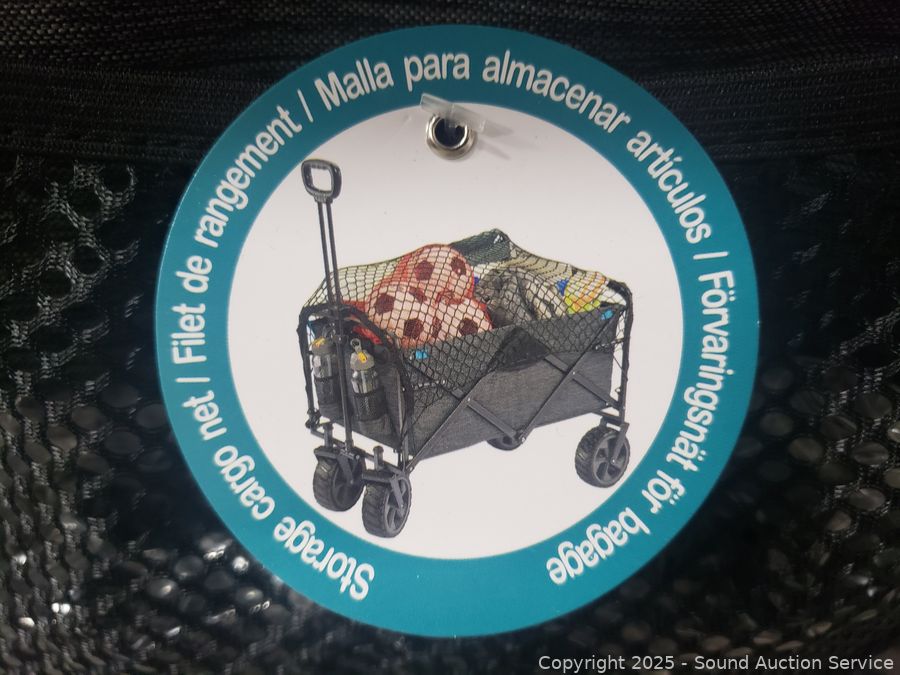 Storage cargo net / Filet de rangement / Malla para almacenar artículos / Förvaringsnät för bagage
Copyright 2025 - Sound Auction Service